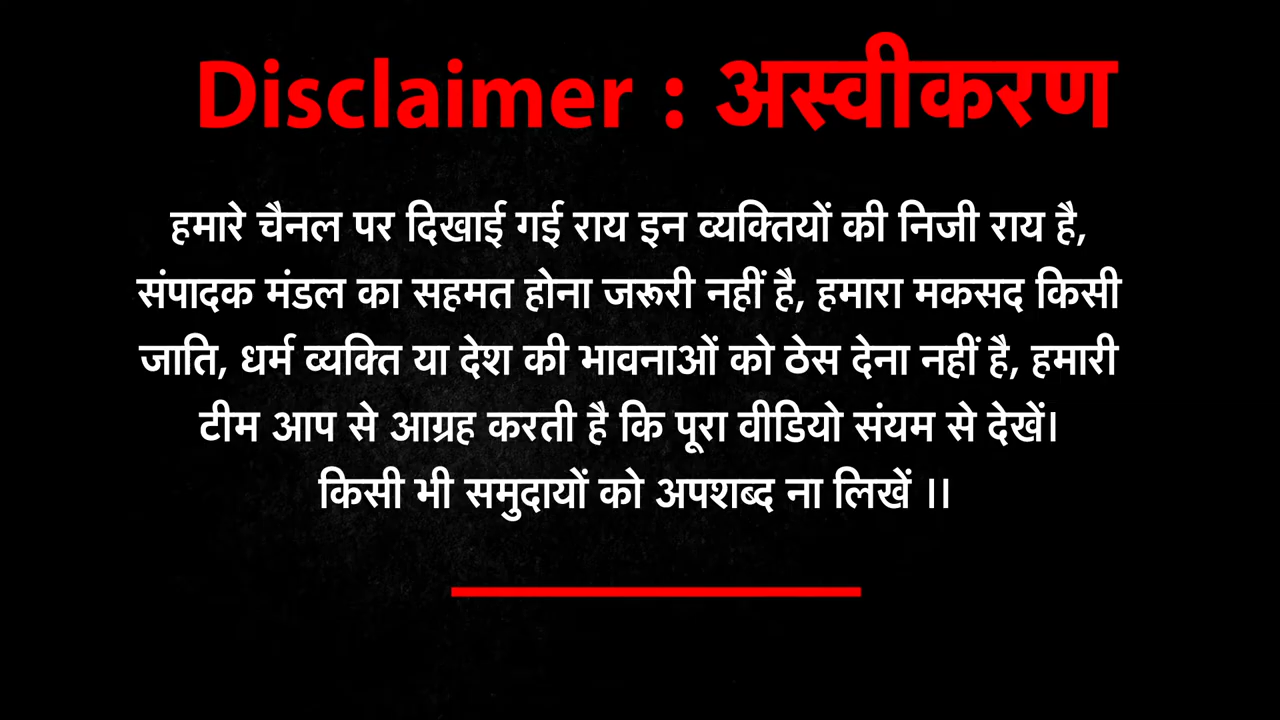 Disclaimer : अस्वीकरण
हमारे चैनल पर दिखाई गई राय इन व्यक्तियों की निजी राय है,
संपादक मंडल का सहमत होना जरूरी नहीं है, हमारा मकसद किसी
जाति, धर्म व्यक्ति या देश की भावनाओं को ठेस देना नहीं है, हमारी
टीम आप से आग्रह करती है कि पूरा वीडियो संयम से देखें।
किसी भी समुदायों को अपशब्द ना लिखें ।।